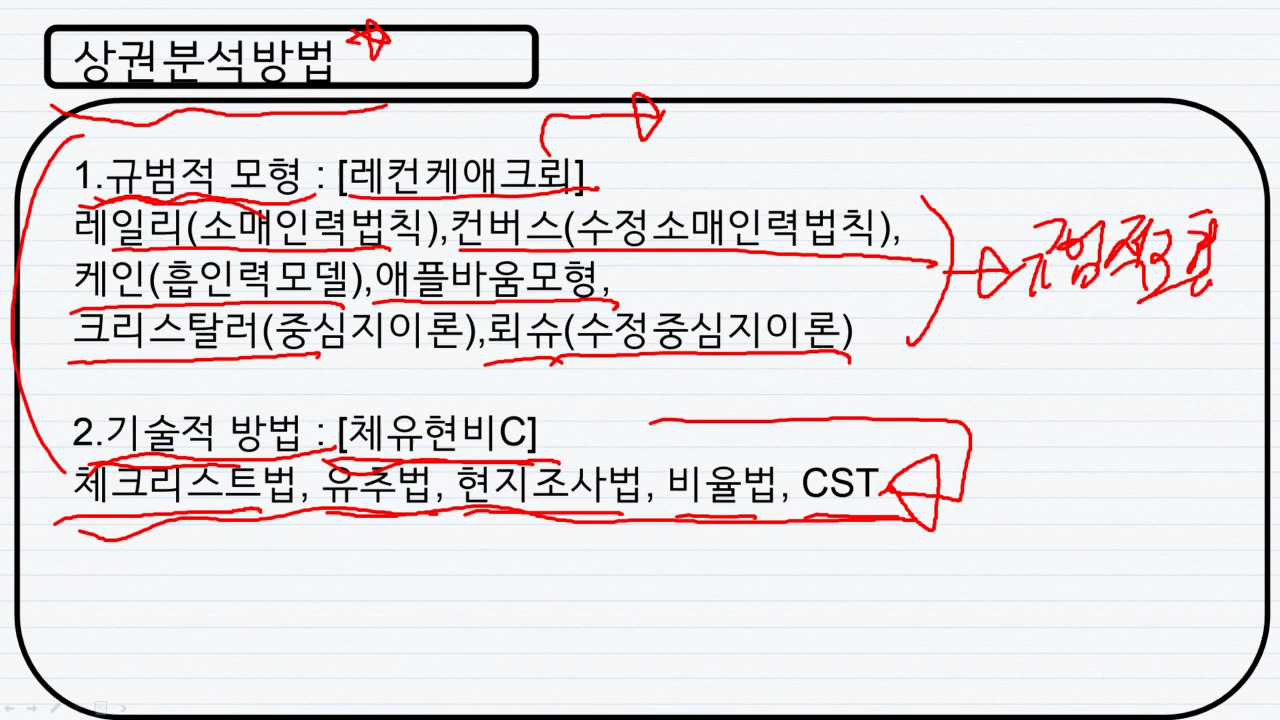 상권분석방법
1.규범적 모형 : [레컨케애크뢰]
레일리(소매인력법칙),컨버스(수정소매인력법칙),
케인(흡인력모델),애플바움모형,
크리스탈러(중심지이론),뢰슈(수정중심지이론)
규범적모형
2.기술적 방법 : [체유현비C]
체크리스트법, 유추법, 현지조사법, 비율법, CST